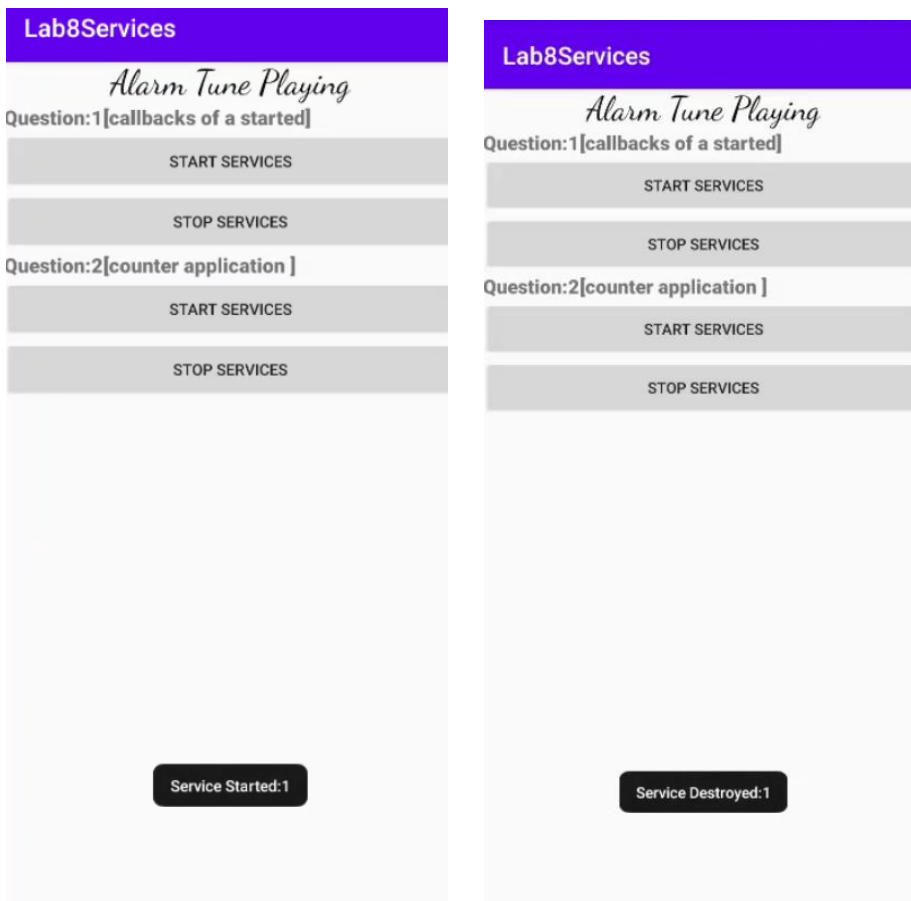 Lab8Services
Alarm Tune Playing
Question:1[callbacks of a started]
START SERVICES
STOP SERVICES
Question:2[counter application ]
START SERVICES
STOP SERVICES
Service Started:1
Lab8Services
Alarm Tune Playing
Question:1[callbacks of a started]
START SERVICES
STOP SERVICES
Question:2[counter application ]
START SERVICES
STOP SERVICES
Service Destroyed:1